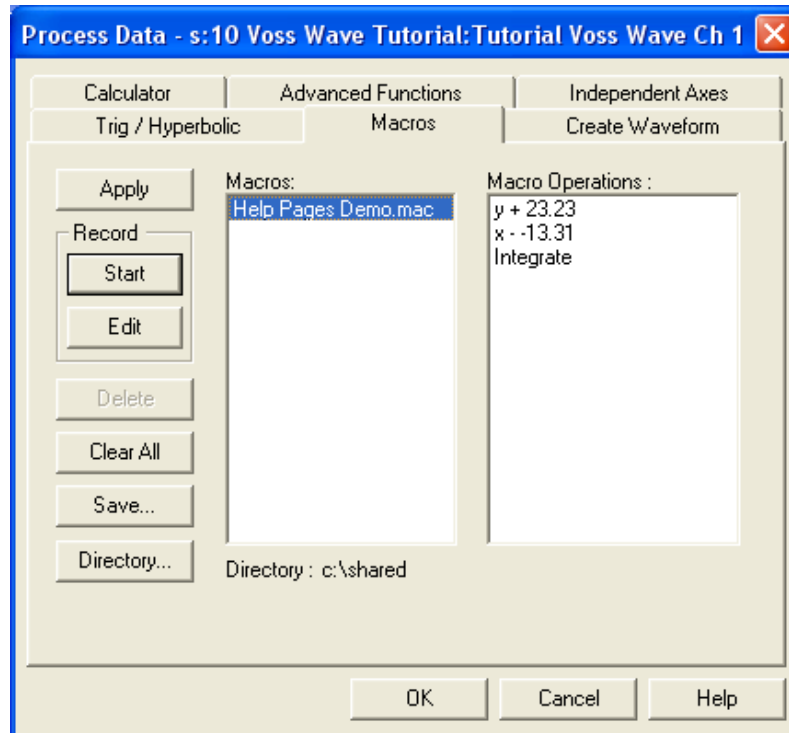 Process Data - s:10 Voss Wave Tutorial:Tutorial Voss Wave Ch 1
Calculator
Advanced Functions
Independent Axes
Trig / Hyperbolic
Macros
Create Waveform
Apply
Record
Start
Edit
Delete
Clear All
Save...
Directory...
Macros:
Help Pages Demo.mac
Macro Operations :
y + 23.23
x - -13.31
Integrate
Directory : c:\shared
OK
Cancel
Help